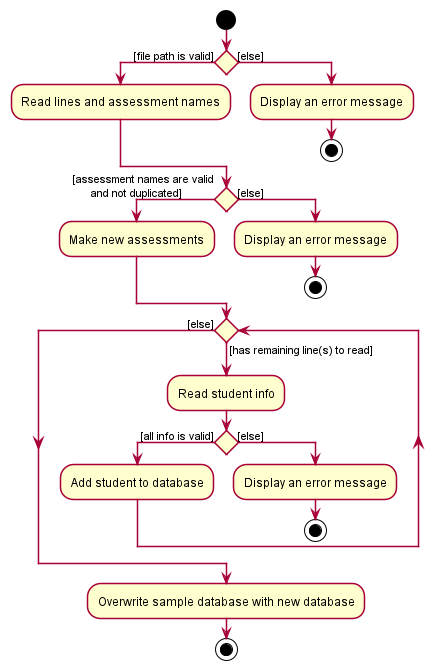 [file path is valid]
[else]
Read lines and assessment names
Display an error message
[assessment names are valid
and not duplicated]
[else]
Make new assessments
Display an error message
[else]
[has remaining line(s) to read]
Read student info
[all info is valid]
[else]
Add student to database
Display an error message
Overwrite sample database with new database